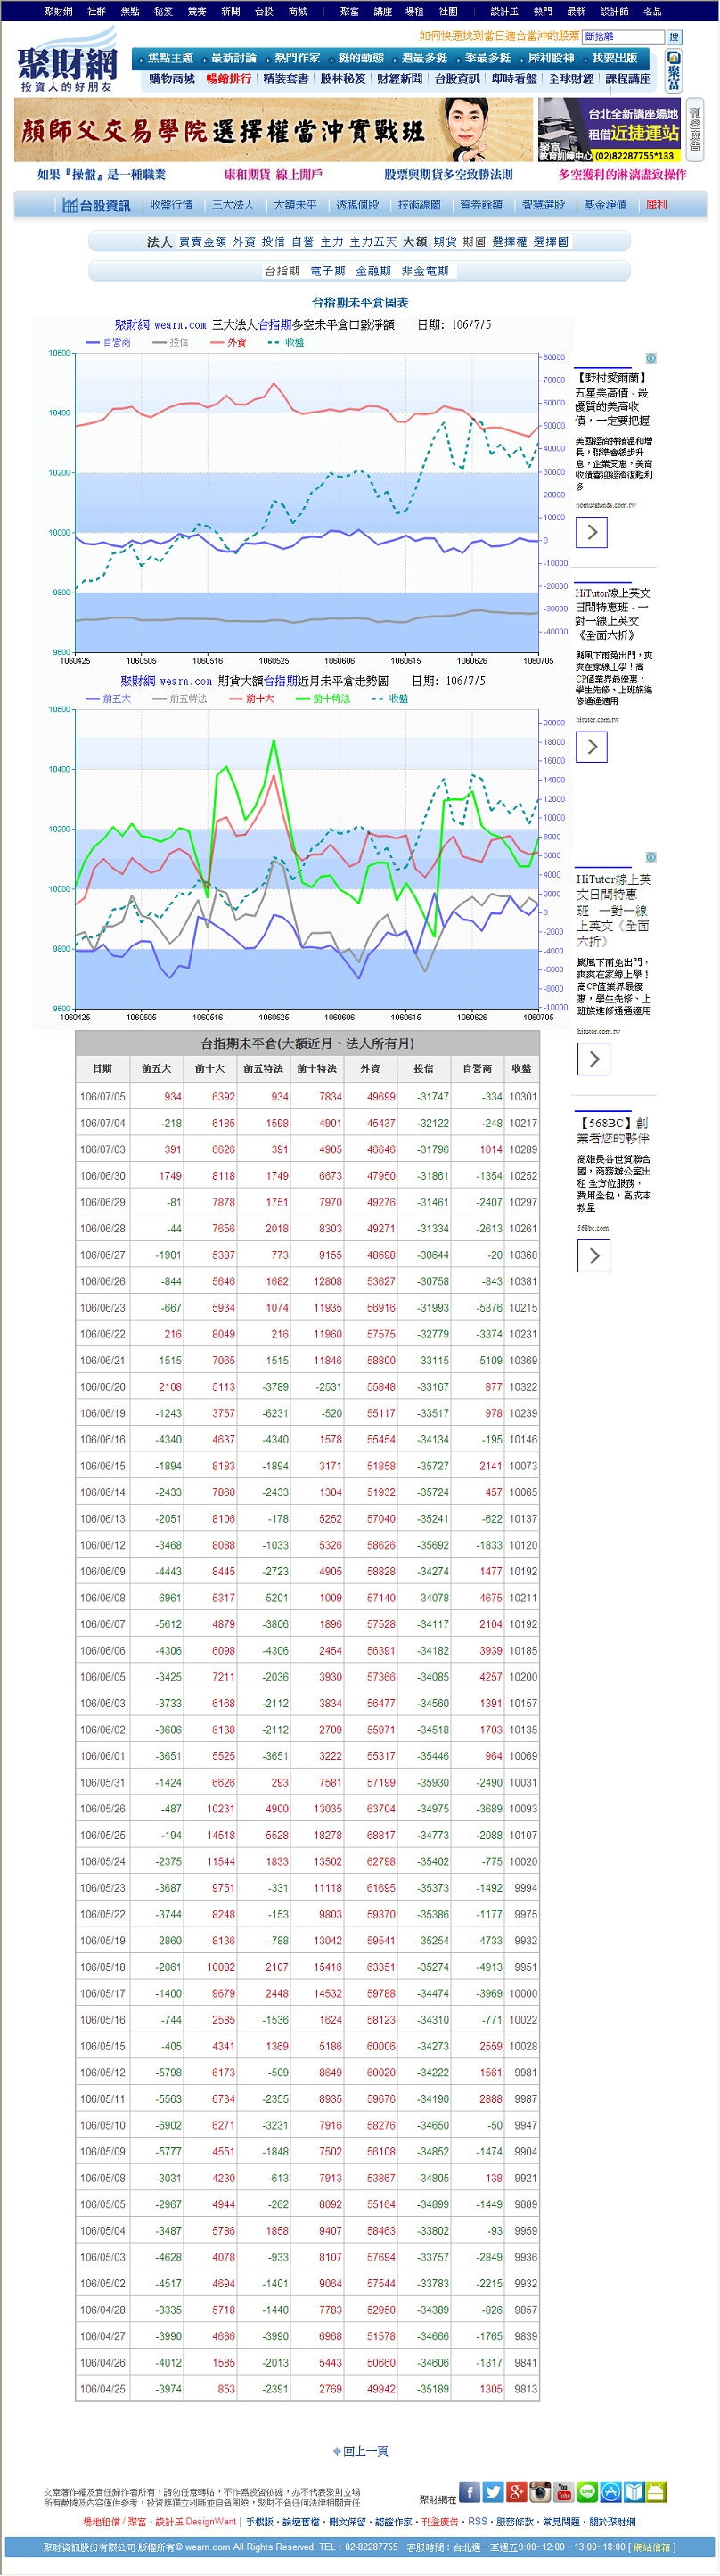 聚財網 社群 焦點 秘笈 競賽 新聞 台股 商城 | 聚富 講座 場租 社團 | 設計王 熱門 最新 設計師 名品
聚財網
投資人的好朋友
如何快速找到當日適合當沖的股票 斷捨離 搜
焦點主題 最新討論 熱門作家 挺的動態 週最多挺 季最多挺 犀利股神 我要出版
購物商城 暢銷排行 精裝套書 股林秘笈 財經新聞 台股資訊 即時看盤 全球財經 課程講座
聚富
顏師父交易學院 選擇權當沖實戰班
台北全新講座場地
租借近捷運站
聚富
教育訓練中心 (02)82287755*133
刊登廣告
如果『操盤』是一種職業 康和期貨 線上開戶 股票與期貨多空致勝法則 多空獲利的淋漓盡致操作
台股資訊 收盤行情 三大法人 大額未平 透視個股 技術線圖 資券餘額 智慧選股 基金淨值 犀利
法人 買賣金額 外資 投信 自營 主力 主力五天 大額 期貨 期圖 選擇權 選擇圖
台指期 電子期 金融期 非金電期
台指期未平倉圖表
聚財網 wearn.com 三大法人台指期多空未平倉口數淨額 日期: 106/7/5
自營商 投信 外資 收盤
10600 10400 10200 10000 9800 9600
80000 70000 60000 50000 40000 30000 20000 10000 0 -10000 -20000 -30000 -40000
1060425 1060505 1060516 1060525 1060606 1060616 1060626 1060705
聚財網 wearn.com 期貨大額台指期近月未平倉走勢圖 日期: 106/7/5
前五大 前五特法 前十大 前十特法 收盤
10600 10400 10200 10000 9800 9600
20000 18000 16000 14000 12000 10000 8000 6000 4000 2000 0 -2000 -4000 -6000 -8000 -10000
1060425 1060505 1060516 1060525 1060606 1060616 1060626 1060705
台指期未平倉(大額近月、法人所有月)
日期 前五大 前十大 前五特法 前十特法 外資 投信 自營商 收盤
106/07/05 934 6392 934 7834 49699 -31747 -334 10301
106/07/04 -218 6185 1598 4901 45437 -32122 -248 10217
106/07/03 391 6626 391 4905 46646 -31796 1014 10289
106/06/30 1749 8118 1749 6673 47950 -31861 -1354 10252
106/06/29 -81 7878 1751 7970 49276 -31461 -2407 10297
106/06/28 -44 7656 2018 8303 49271 -31334 -2613 10261
106/06/27 -1901 5387 773 9155 48698 -30644 -20 10368
106/06/26 -844 5646 1682 12808 53627 -30758 -843 10381
106/06/23 -667 5934 1074 11935 56916 -31993 -5376 10215
106/06/22 216 8049 216 11960 57575 -32779 -3374 10231
106/06/21 -1515 7065 -1515 11846 58800 -33115 -5109 10369
106/06/20 2108 5113 -3789 -2531 55848 -33167 877 10322
106/06/19 -1243 3757 -6231 -520 55117 -33517 978 10239
106/06/16 -4340 4637 -4340 1578 55454 -34134 -195 10146
106/06/15 -1894 8183 -1894 3171 51858 -35727 2141 10073
106/06/14 -2433 7860 -2433 1304 51932 -35724 457 10065
106/06/13 -2051 8106 -178 5252 57040 -35241 -622 10137
106/06/12 -3468 8088 -1033 5326 58626 -35692 -1833 10120
106/06/09 -4443 8445 -2723 4905 58828 -34274 1477 10192
106/06/08 -6961 5317 -5201 1009 57140 -34078 4675 10211
106/06/07 -5612 4879 -3806 1896 57528 -34117 2104 10192
106/06/06 -4306 6098 -4306 2454 56391 -34182 3939 10185
106/06/05 -3425 7211 -2036 3930 57366 -34085 4257 10200
106/06/03 -3733 6168 -2112 3834 56477 -34560 1391 10157
106/06/02 -3606 6138 -2112 2709 55971 -34518 1703 10135
106/06/01 -3651 5525 -3651 3222 55317 -35446 964 10069
106/05/31 -1424 6626 293 7581 57199 -35930 -2490 10031
106/05/26 -487 10231 4900 13035 63704 -34975 -3689 10093
106/05/25 -194 14518 5528 18278 68817 -34773 -2088 10107
106/05/24 -2375 11544 1833 13502 62798 -35402 -775 10020
106/05/23 -3687 9751 -331 11118 61695 -35373 -1492 9994
106/05/22 -3744 8248 -153 9803 59370 -35386 -1177 9975
106/05/19 -2860 8136 -788 13042 59541 -35254 -4733 9932
106/05/18 -2061 10082 2107 15416 63351 -35274 -4913 9951
106/05/17 -1400 9679 2448 14532 59788 -34474 -3969 10000
106/05/16 -744 2585 -1536 1624 58123 -34310 -771 10022
106/05/15 -405 4341 1369 5186 60006 -34273 2559 10028
106/05/12 -5798 6173 -509 8649 60020 -34222 1561 9981
106/05/11 -5563 6734 -2355 8935 59676 -34190 2888 9987
106/05/10 -6902 6271 -3231 7916 58276 -34650 -50 9947
106/05/09 -5777 4551 -1848 7502 56108 -34852 -1474 9904
106/05/08 -3031 4230 -613 7913 53867 -34805 138 9921
106/05/05 -2967 4944 -262 8092 55164 -34899 -1449 9889
106/05/04 -3487 5786 1858 9407 58463 -33802 -93 9959
106/05/03 -4628 4078 -933 8107 57694 -33757 -2849 9936
106/05/02 -4517 4694 -1401 9064 57544 -33783 -2215 9932
106/04/28 -3335 5718 -1440 7783 52950 -34389 -826 9857
106/04/27 -3990 4686 -3990 6968 51578 -34666 -1765 9839
106/04/26 -4012 1585 -2013 5443 50660 -34606 -1317 9841
106/04/25 -3974 853 -2391 2769 49942 -35189 1305 9813
【野村愛爾蘭】
五星美高債 - 最
優質的美高收
債，一定要把握
美國經濟持續溫和增
長，聯準會緩步升
息，企業受惠，美高
收債喜迎經濟復甦利
多
nomurafunds.com.tw
HiTutor線上英文
日間特惠班 - 一
對一線上英文
《全面六折》
颱風下雨免出門，爽
爽在家線上學！高
CP值業界最優惠，
學生先修、上班族進
修通通適用
hitutor.com.tw
HiTutor線上英
文日間特惠
班 - 一對一線
上英文《全面
六折》
颱風下雨免出門，
爽爽在家線上學！
高CP值業界最優
惠，學生先修、上
班族進修通通適用
hitutor.com.tw
【568BC】創
業者您的夥伴
高雄長谷世貿聯合
國，商務辦公室出
租 全方位服務，
費用全包，高成本
救星
568bc.com
回上一頁
文章著作權及責任歸作者所有，請勿任意轉貼，不作為投資依據，亦不代表聚財立場
所有數據及內容僅供參考，投資應獨立判斷並自負風險，聚財不負任何法律相關責任
聚財網在
場地租借 / 聚富・設計王 DesignWant | 手機版・論壇舊檔・刪文保留・認證作家・刊登廣告・RSS・服務條款・常見問題・關於聚財網
聚財資訊股份有限公司 版權所有© wearn.com All Rights Reserved. TEL：02-82287755 客服時間：台北週一至週五9:00~12:00、13:00~18:00 [ 網站信箱 ]